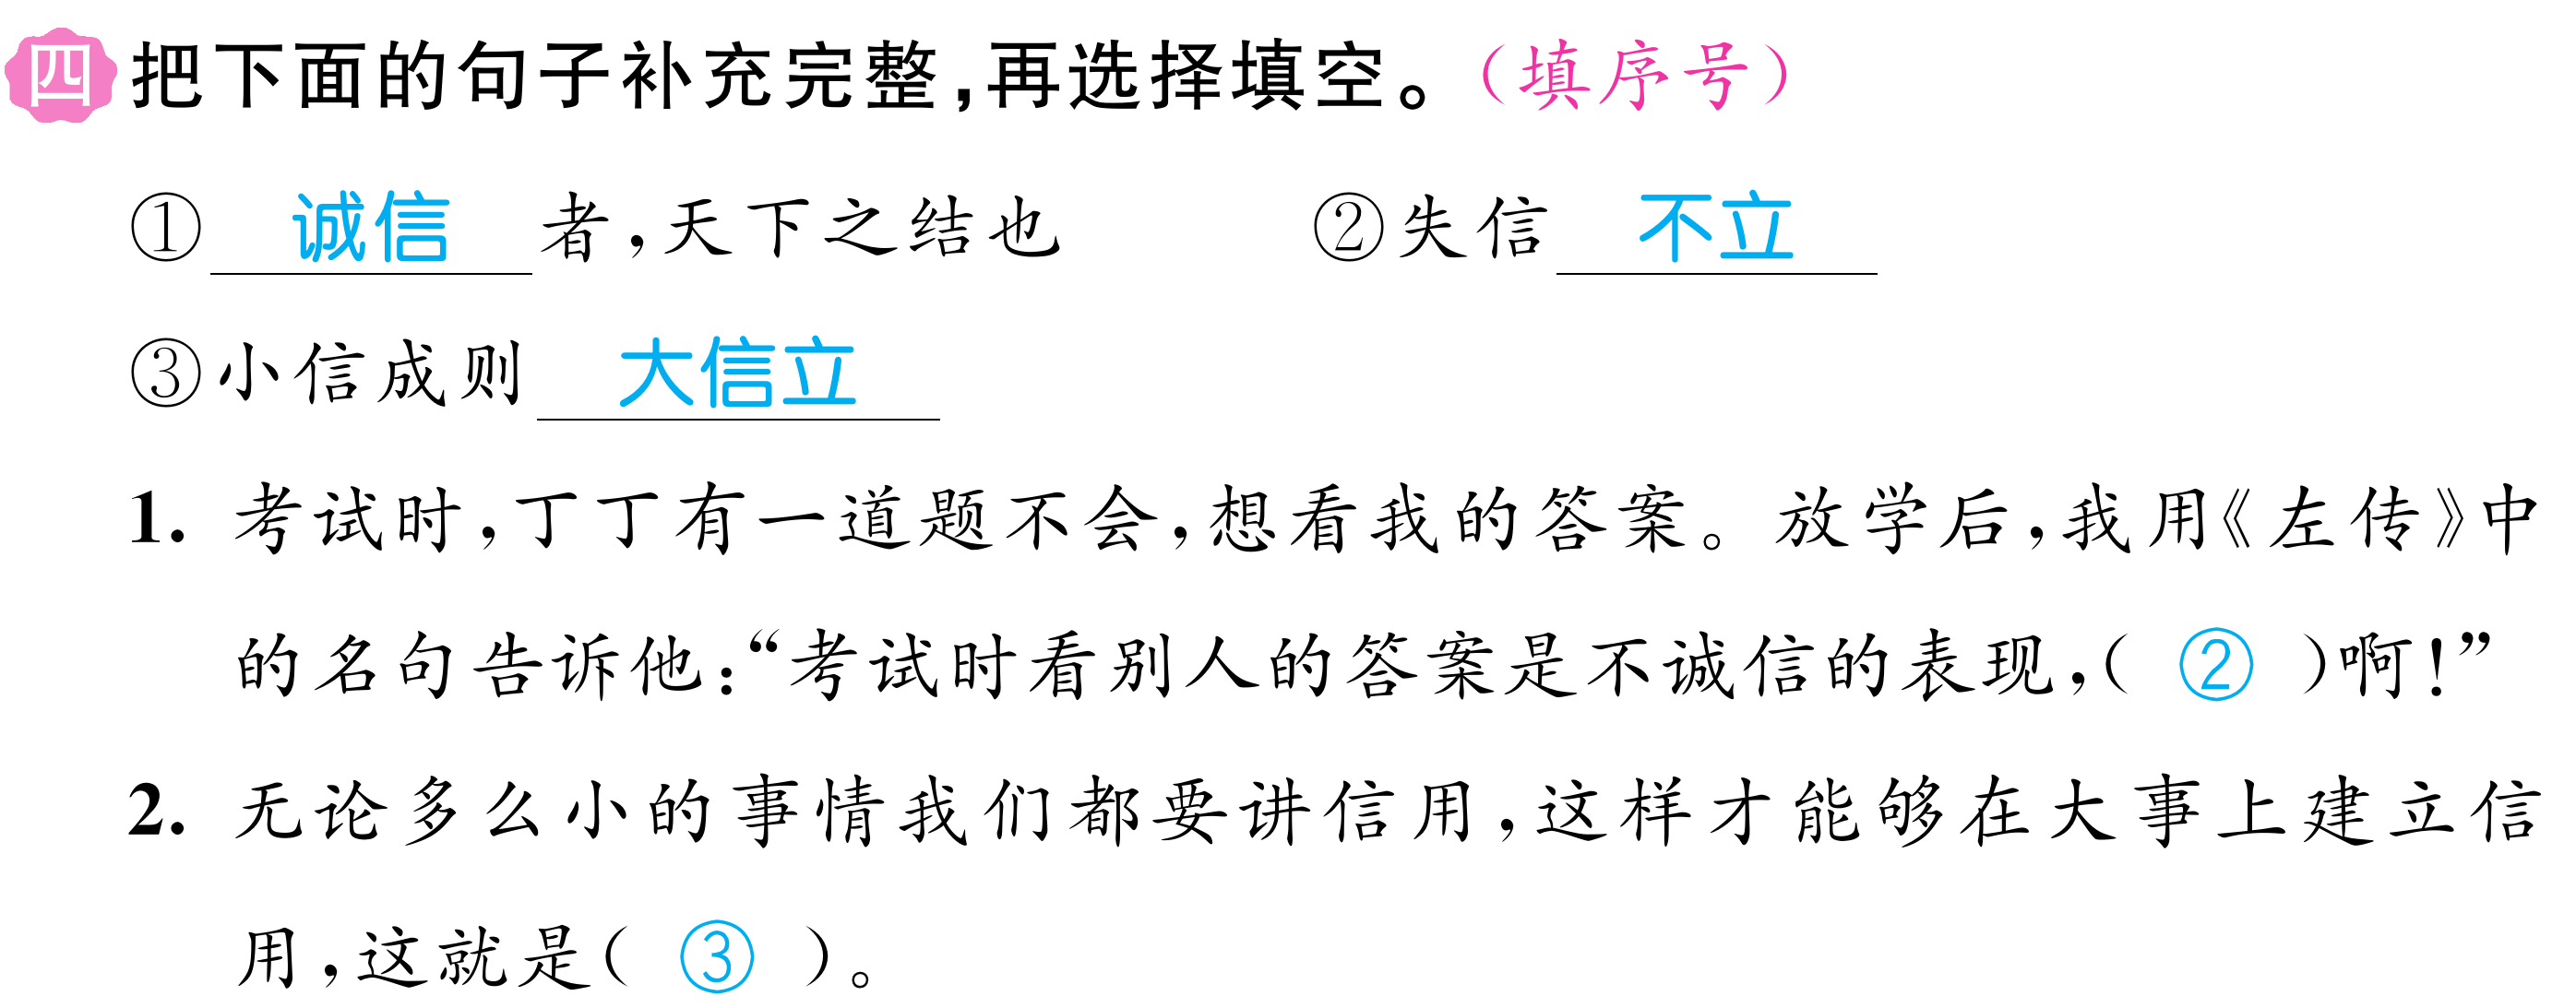 四 把下面的句子补充完整,再选择填空。(填序号)
① 诚信 者,天下之结也 ②失信 不立
③小信成则 大信立
1. 考试时,丁丁有一道题不会,想看我的答案。放学后,我用《左传》中
的名句告诉他:“考试时看别人的答案是不诚信的表现,( ② )啊!”
2. 无论多么小的事情我们都要讲信用,这样才能够在大事上建立信
用,这就是( ③ )。